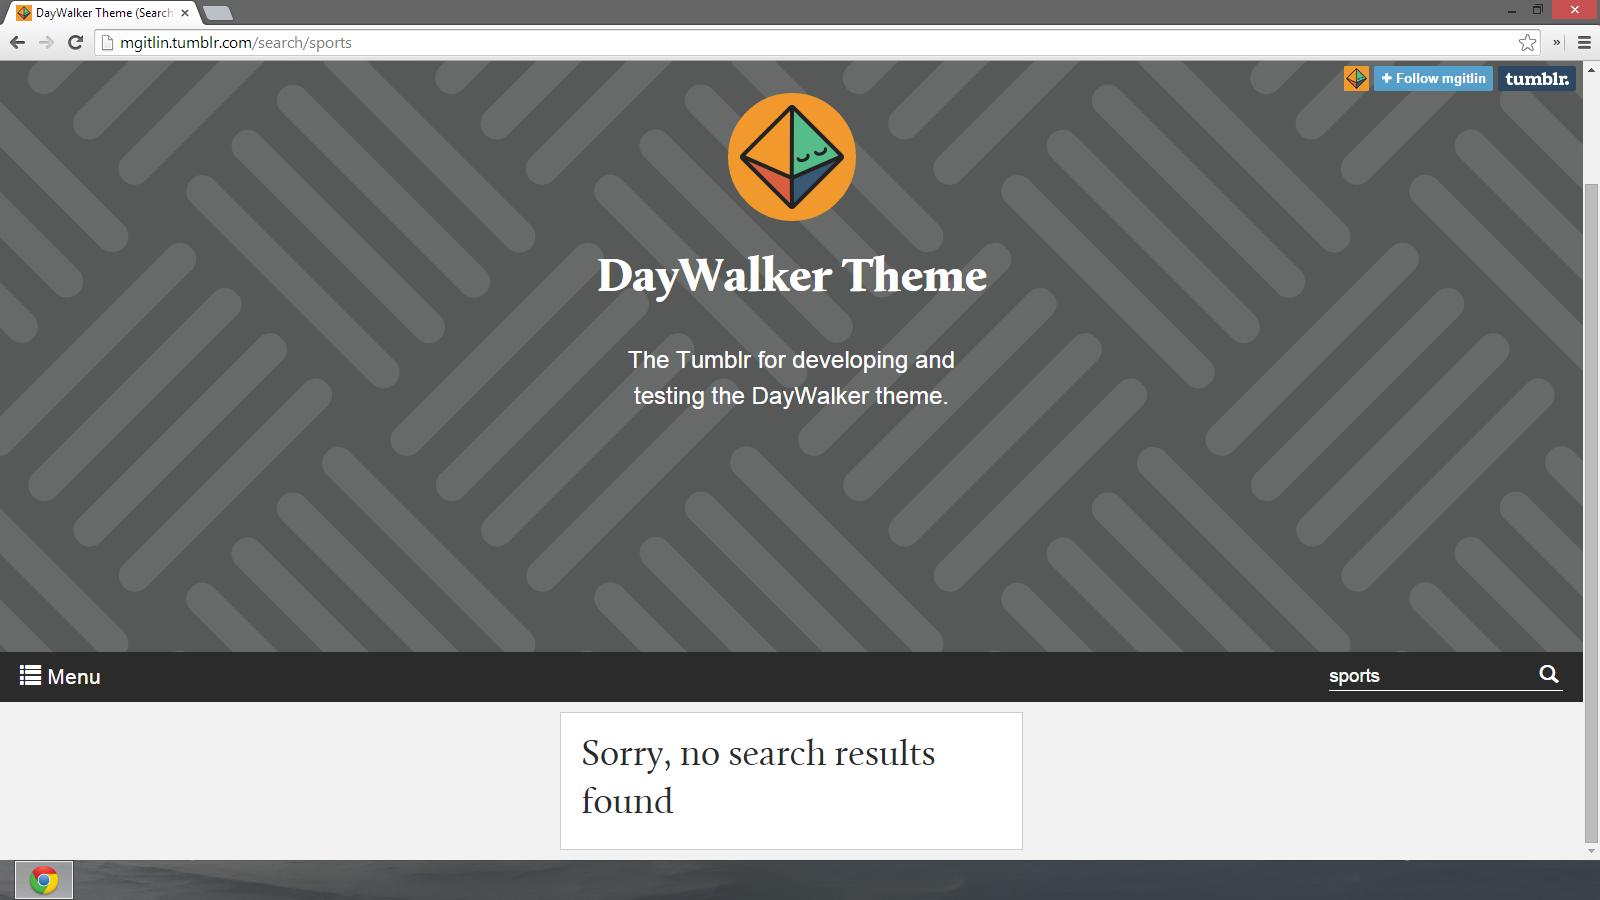 DayWalker Theme (Search
mgitlin.tumblr.com/search/sports
Follow mgitlin
tumblr.
DayWalker Theme
The Tumblr for developing and
testing the DayWalker theme.
Menu
sports
Sorry, no search results
found